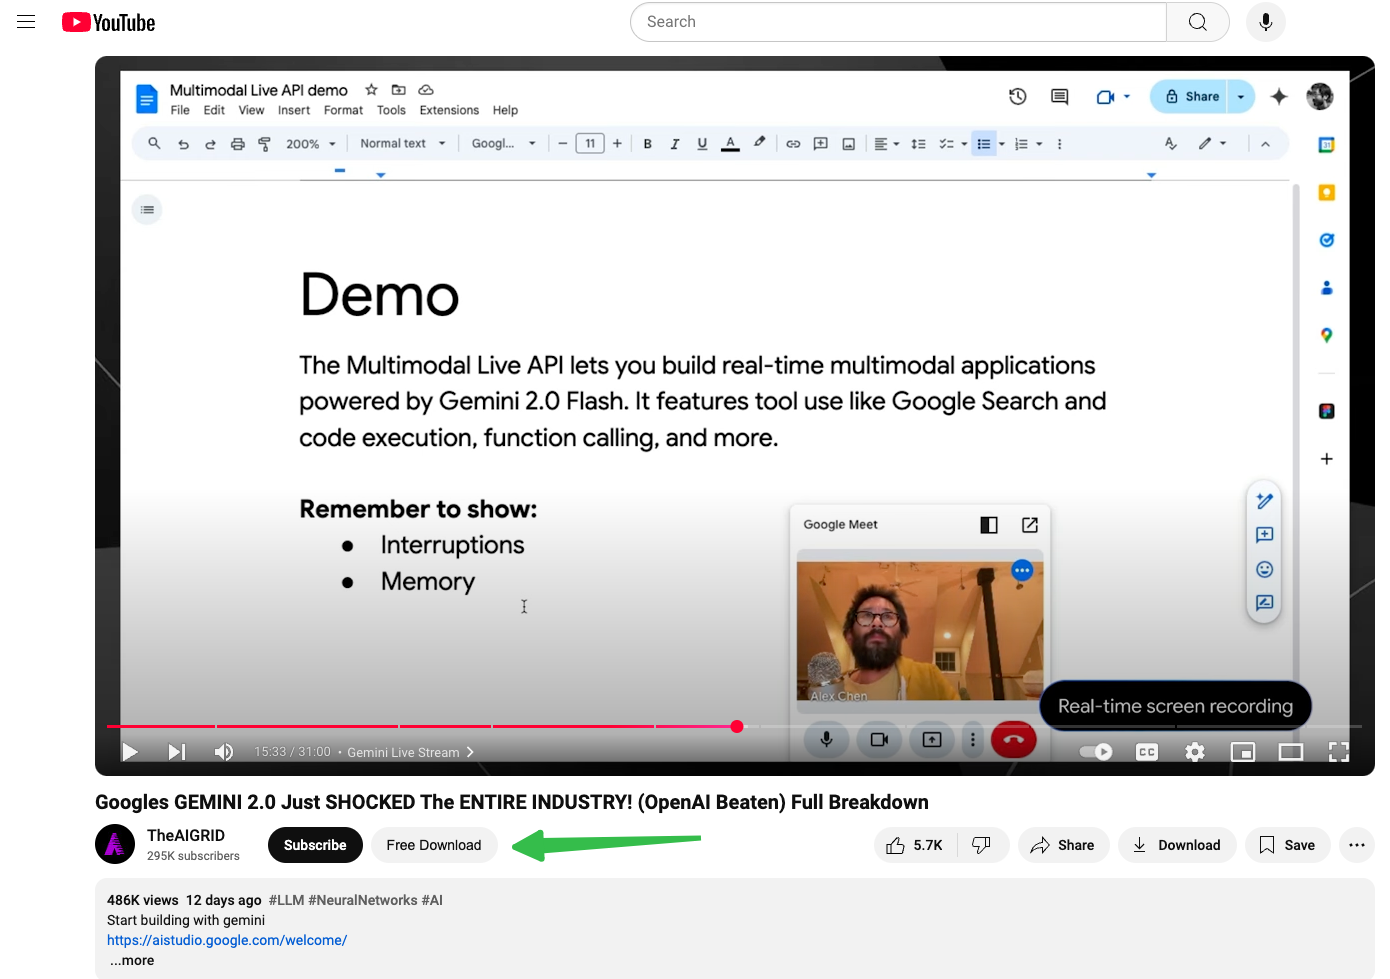 YouTube
Search
Multimodal Live API demo
File Edit View Insert Format Tools Extensions Help
Share
200% Normal text Googl... 11 B I U A
Demo
The Multimodal Live API lets you build real-time multimodal applications
powered by Gemini 2.0 Flash. It features tool use like Google Search and
code execution, function calling, and more.
Remember to show:
● Interruptions
● Memory
Google Meet
Alex Chen
Real-time screen recording
15:33 / 31:00 • Gemini Live Stream
CC
Googles GEMINI 2.0 Just SHOCKED The ENTIRE INDUSTRY! (OpenAI Beaten) Full Breakdown
TheAIGRID
295K subscribers
Subscribe
Free Download
5.7K
Share
Download
Save
486K views 12 days ago #LLM #NeuralNetworks #AI
Start building with gemini
https://aistudio.google.com/welcome/
...more